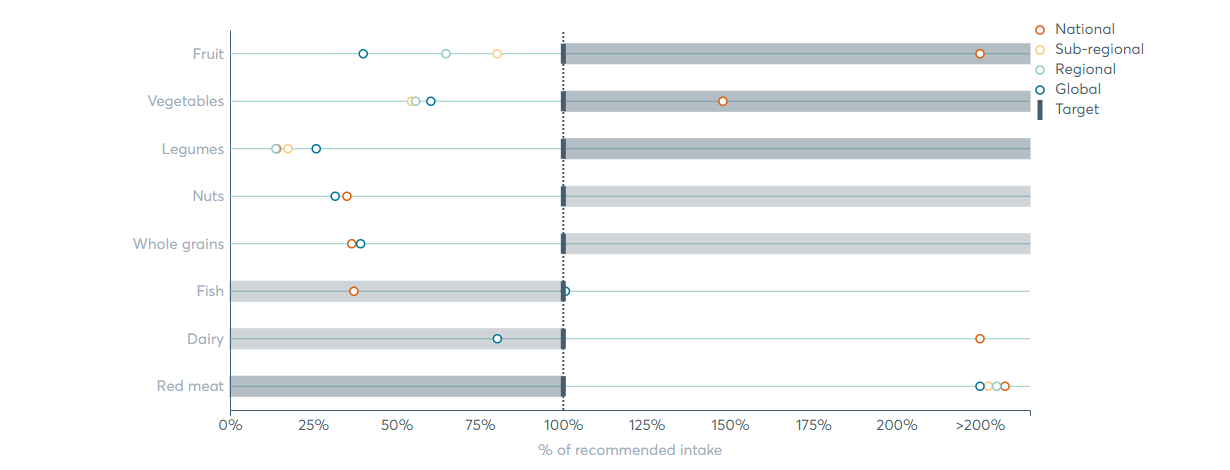 National
Sub-regional
Regional
Global
Target
Fruit
Vegetables
Legumes
Nuts
Whole grains
Fish
Dairy
Red meat
0% 25% 50% 75% 100% 125% 150% 175% 200% >200%
% of recommended intake